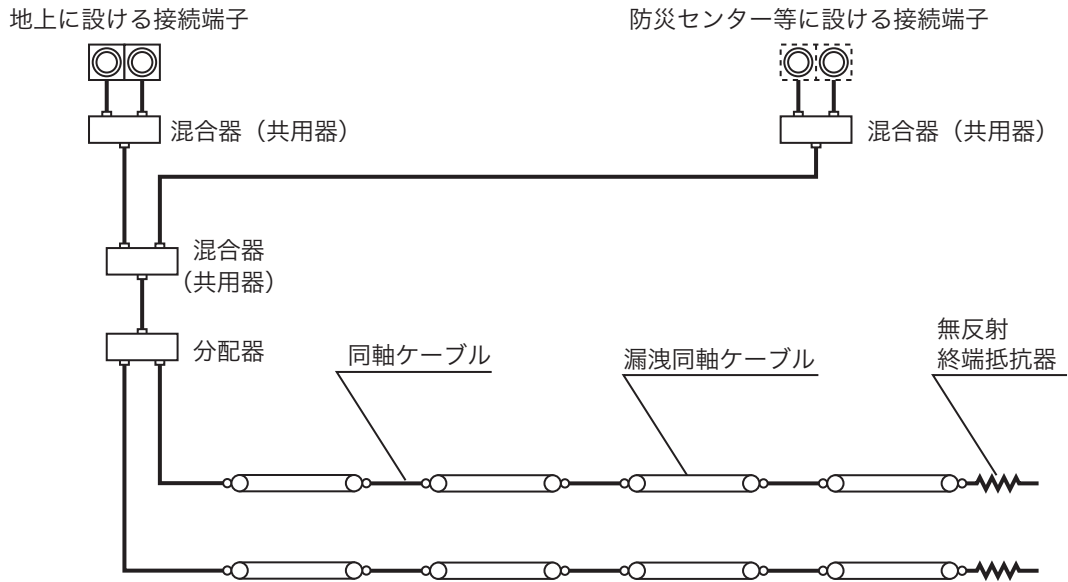 地上に設ける接続端子
防災センター等に設ける接続端子
混合器（共用器）
混合器（共用器）
混合器
（共用器）
分配器
同軸ケーブル
漏洩同軸ケーブル
無反射
終端抵抗器